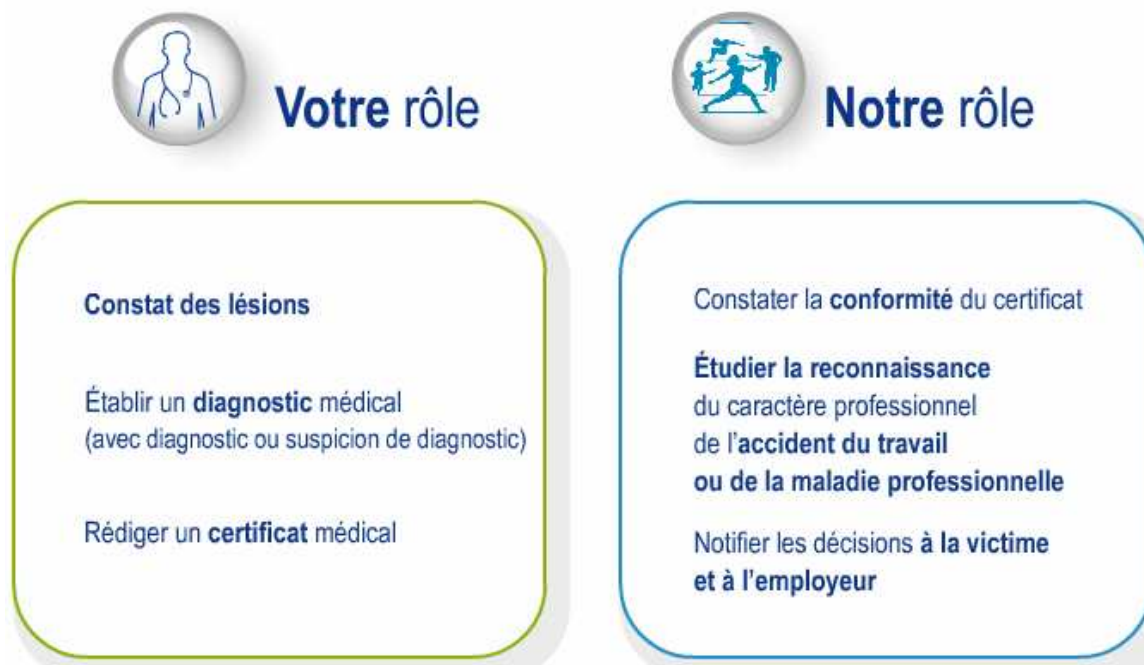 Votre rôle
Constat des lésions
Établir un diagnostic médical
(avec diagnostic ou suspicion de diagnostic)
Rédiger un certificat médical
Notre rôle
Constater la conformité du certificat
Étudier la reconnaissance
du caractère professionnel
de l'accident du travail
ou de la maladie professionnelle
Notifier les décisions à la victime
et à l'employeur